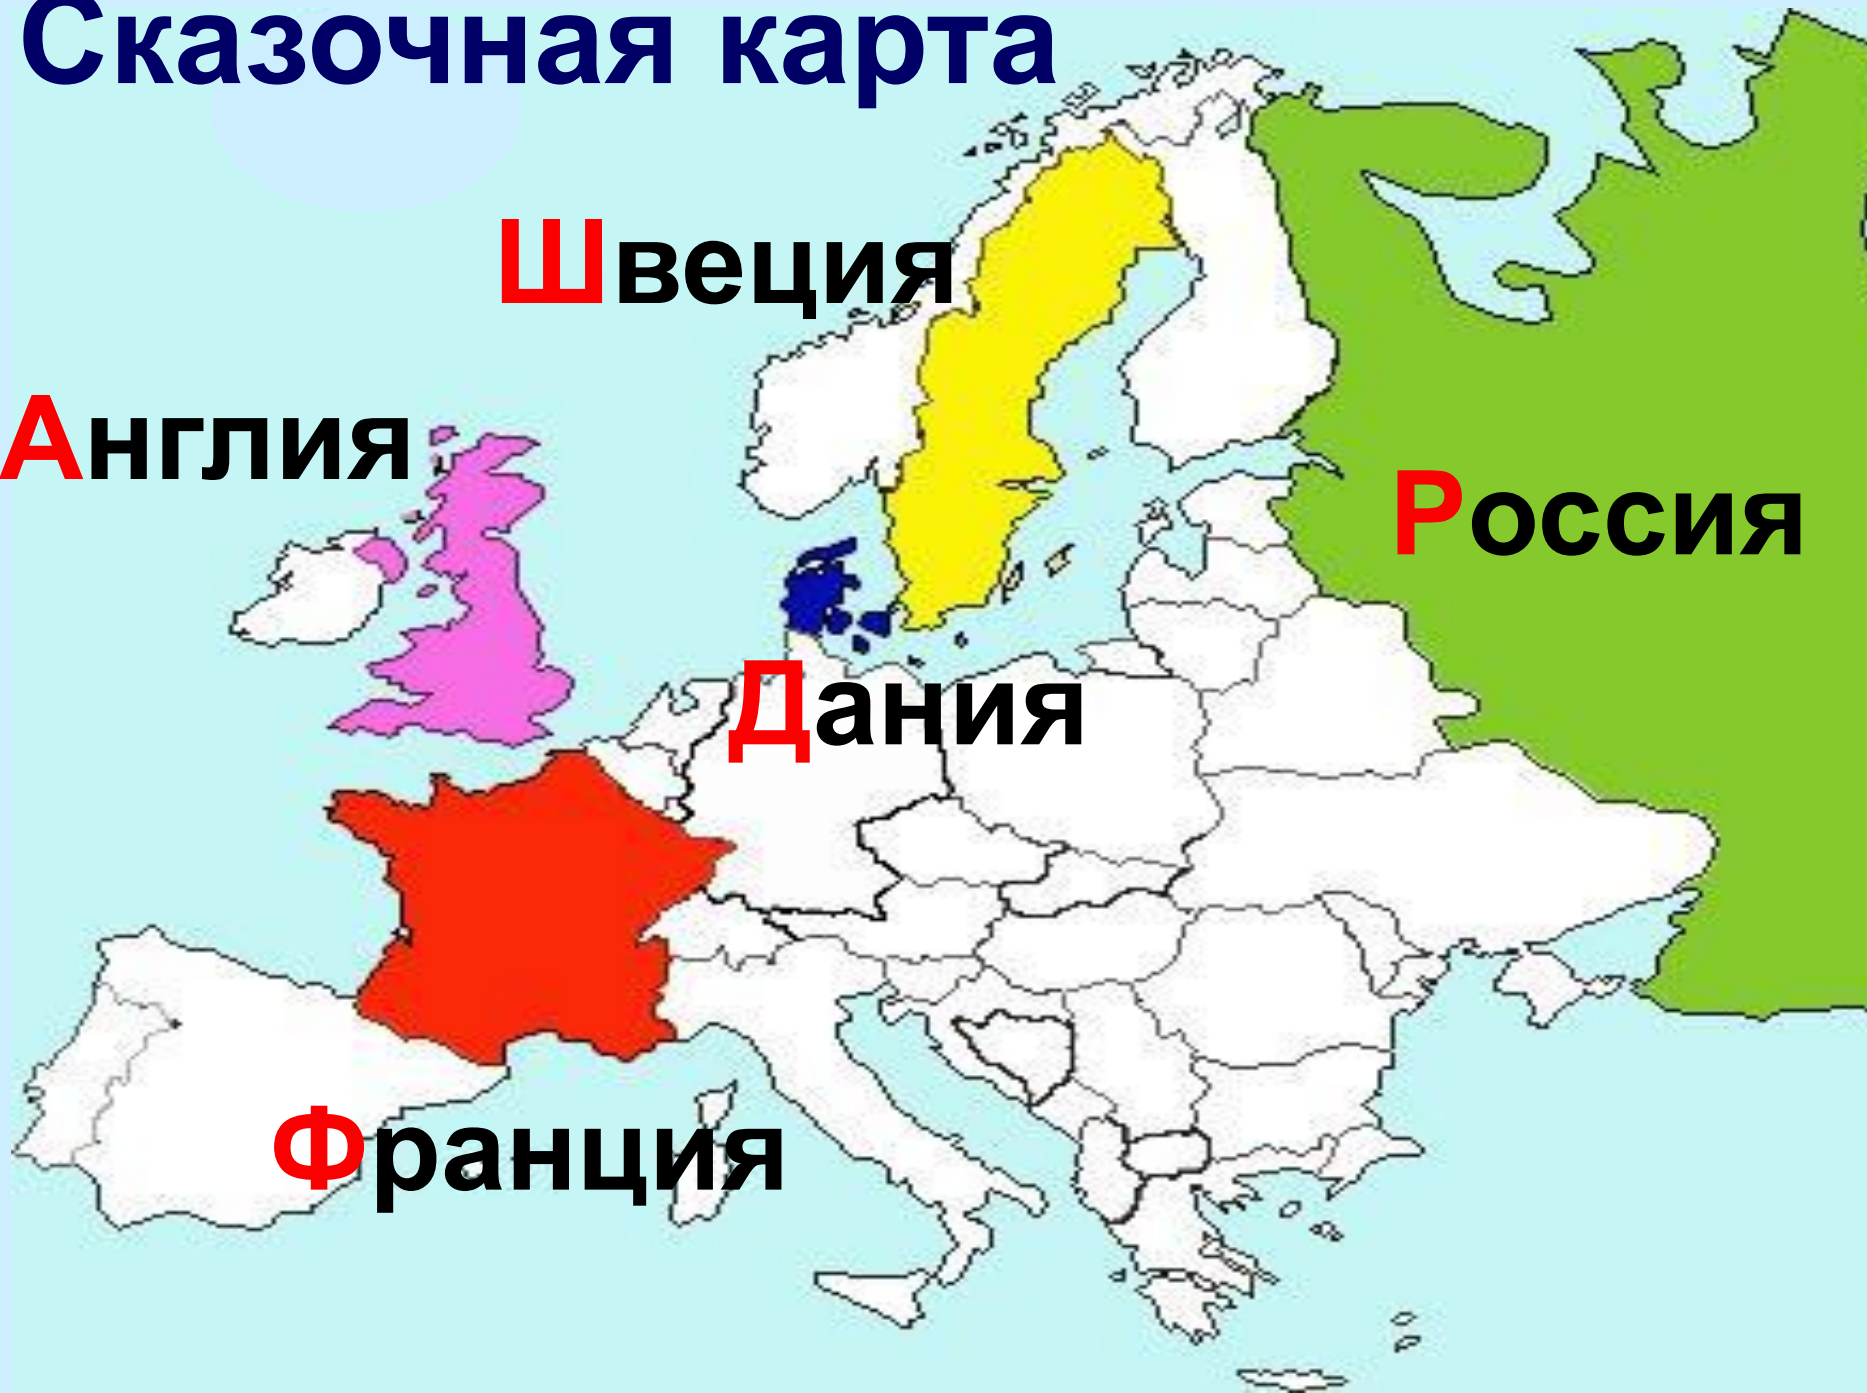 Сказочная карта
Швеция
Англия
Россия
Дания
Франция